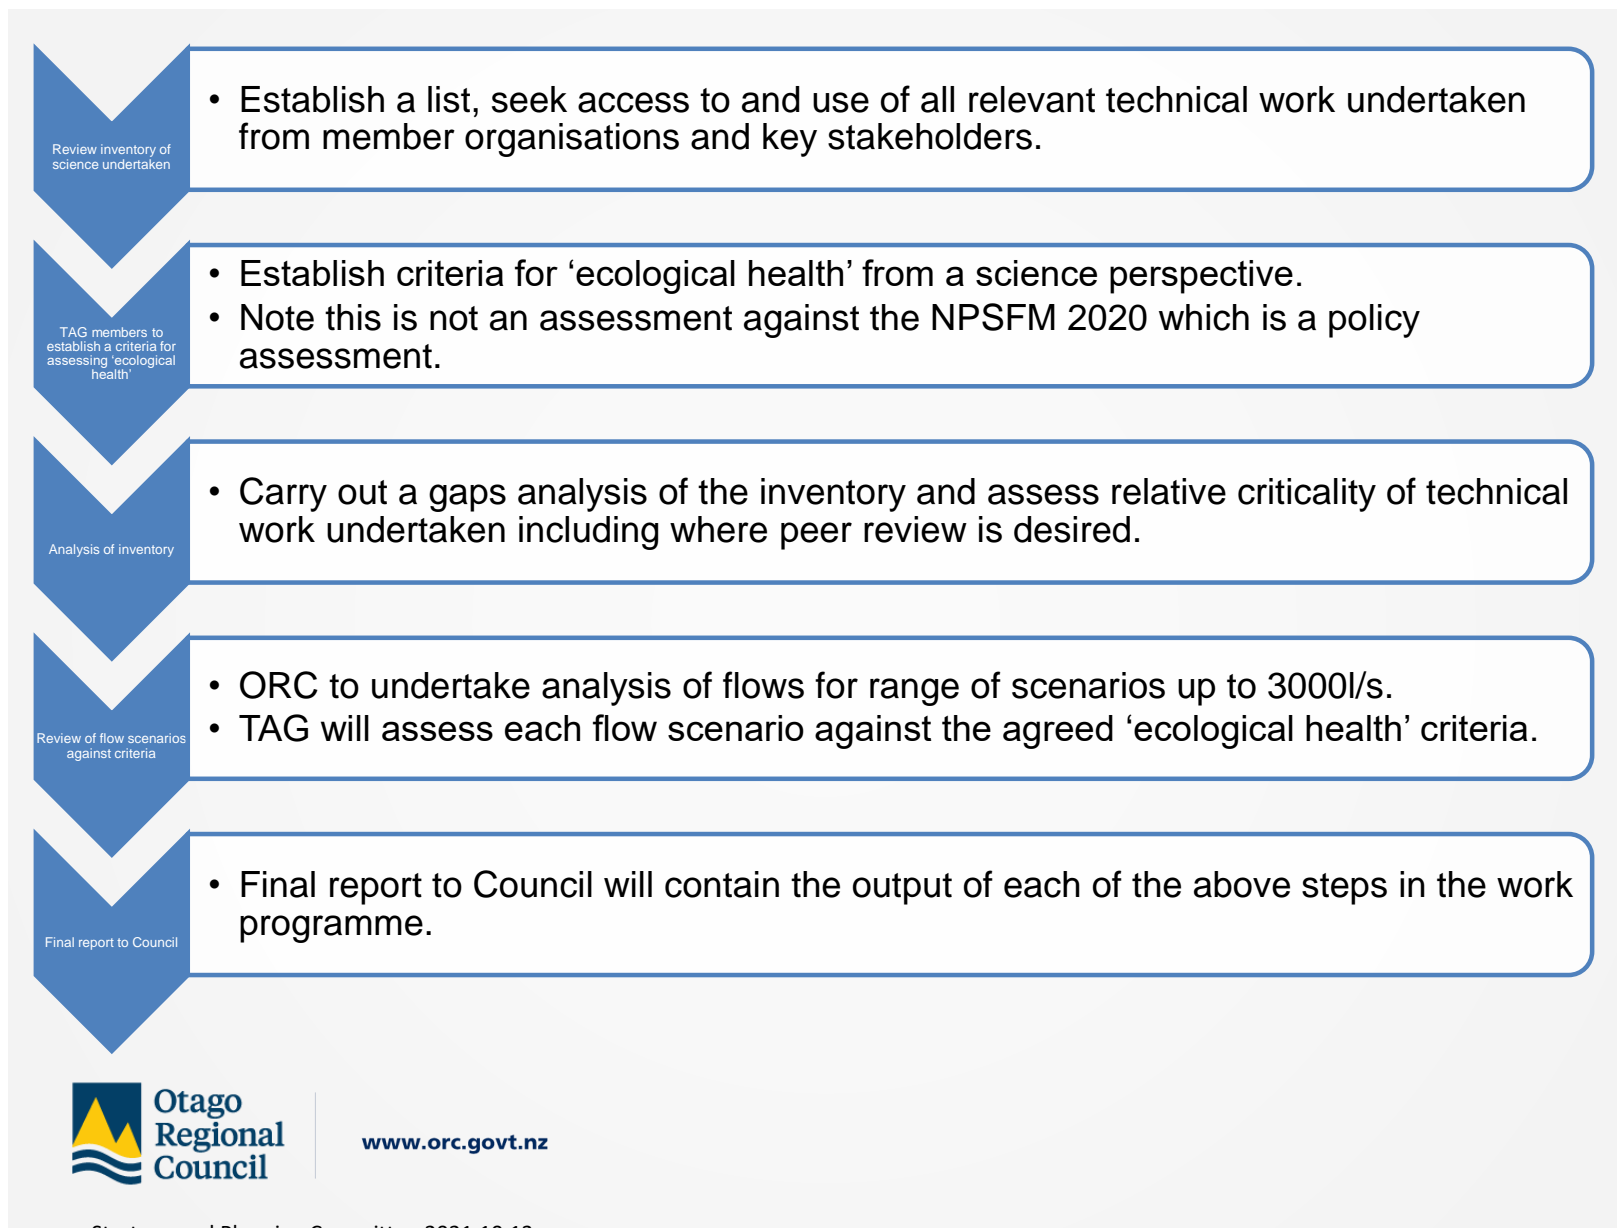 Review inventory of
science undertaken
• Establish a list, seek access to and use of all relevant technical work undertaken
from member organisations and key stakeholders.
TAG members to
establish a criteria for
assessing ‘ecological
health’
• Establish criteria for ‘ecological health’ from a science perspective.
• Note this is not an assessment against the NPSFM 2020 which is a policy
assessment.
Analysis of inventory
• Carry out a gaps analysis of the inventory and assess relative criticality of technical
work undertaken including where peer review is desired.
Review of flow scenarios
against criteria
• ORC to undertake analysis of flows for range of scenarios up to 3000l/s.
• TAG will assess each flow scenario against the agreed ‘ecological health’ criteria.
Final report to Council
• Final report to Council will contain the output of each of the above steps in the work
programme.
Otago
Regional
Council
www.orc.govt.nz